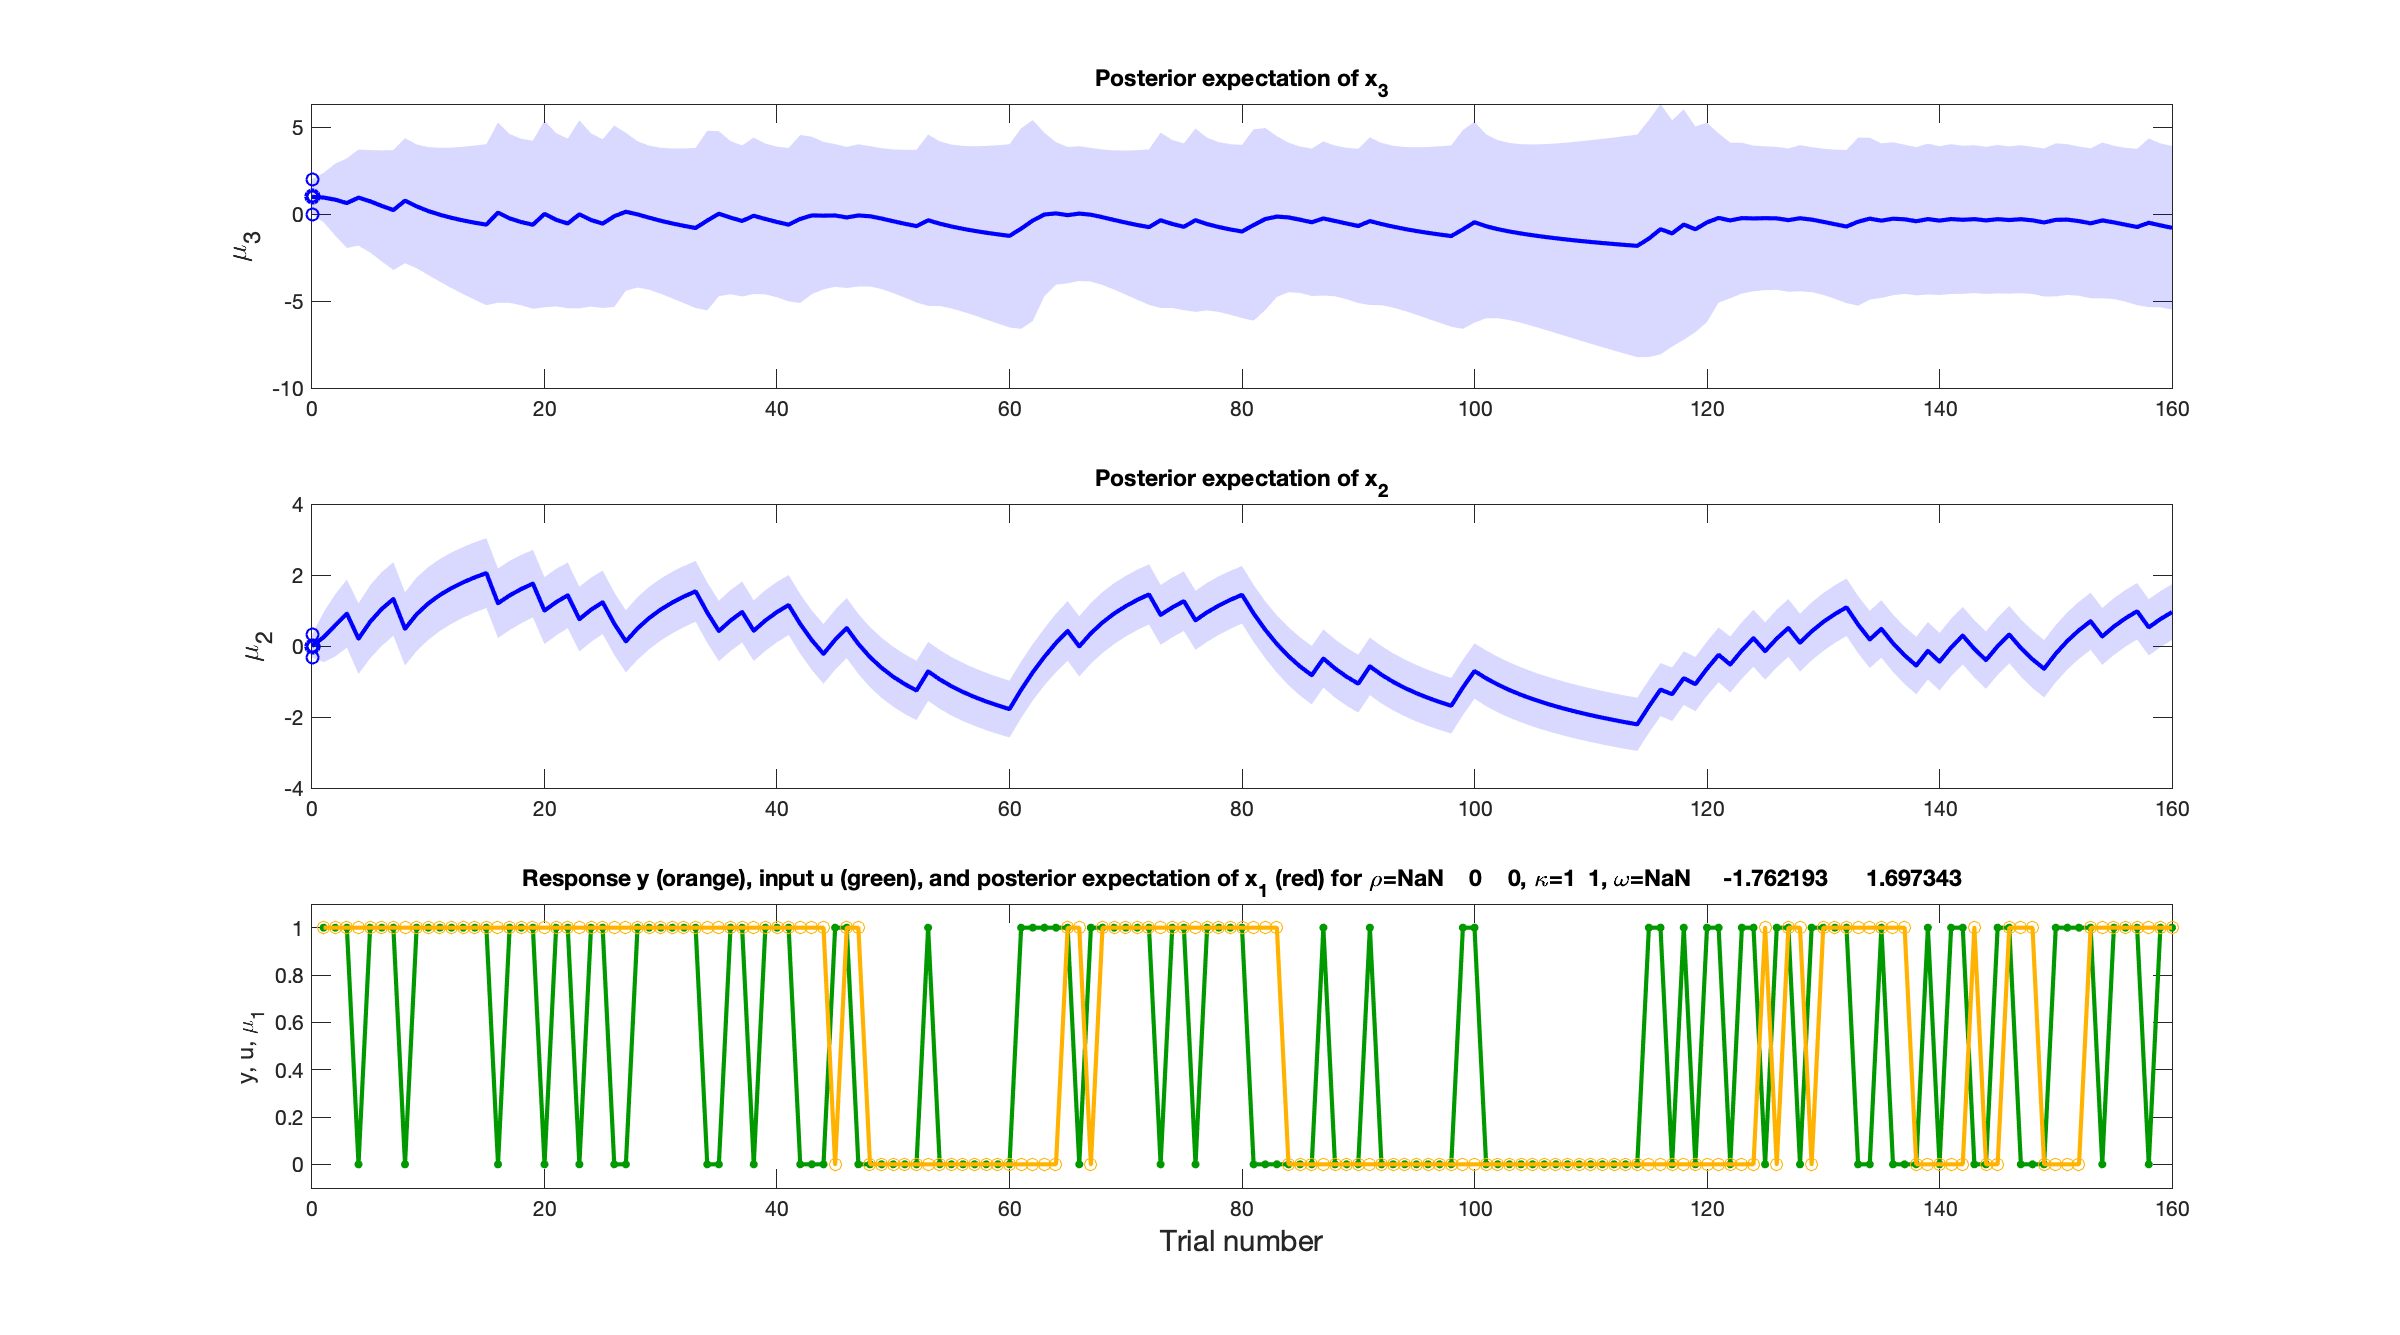 Posterior expectation of x3
5
0
-5
-10
μ3
0 20 40 60 80 100 120 140 160
Posterior expectation of x2
4
2
0
-2
-4
μ2
0 20 40 60 80 100 120 140 160
Response y (orange), input u (green), and posterior expectation of x1 (red) for ρ=NaN 0 0, κ=1 1, ω=NaN -1.762193 1.697343
1
0.8
0.6
0.4
0.2
0
y, u, μ1
0 20 40 60 80 100 120 140 160
Trial number